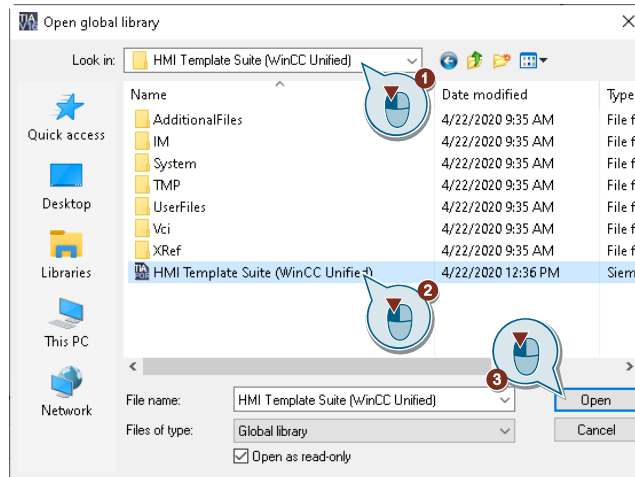 Open global library
Look in: HMI Template Suite (WinCC Unified)
1
Name Date modified Type
AdditionalFiles 4/22/2020 9:35 AM File f
IM 4/22/2020 9:35 AM File f
System 4/22/2020 9:35 AM File f
TMP 4/22/2020 9:35 AM File f
UserFiles 4/22/2020 9:35 AM File f
Vci 4/22/2020 9:35 AM File f
XRef 4/22/2020 9:35 AM File f
HMI Template Suite (WinCC Unified) 4/22/2020 12:36 PM Siem
2
Quick access
Desktop
Libraries
This PC
Network
3
File name: HMI Template Suite (WinCC Unified) Open
Files of type: Global library Cancel
Open as read-only